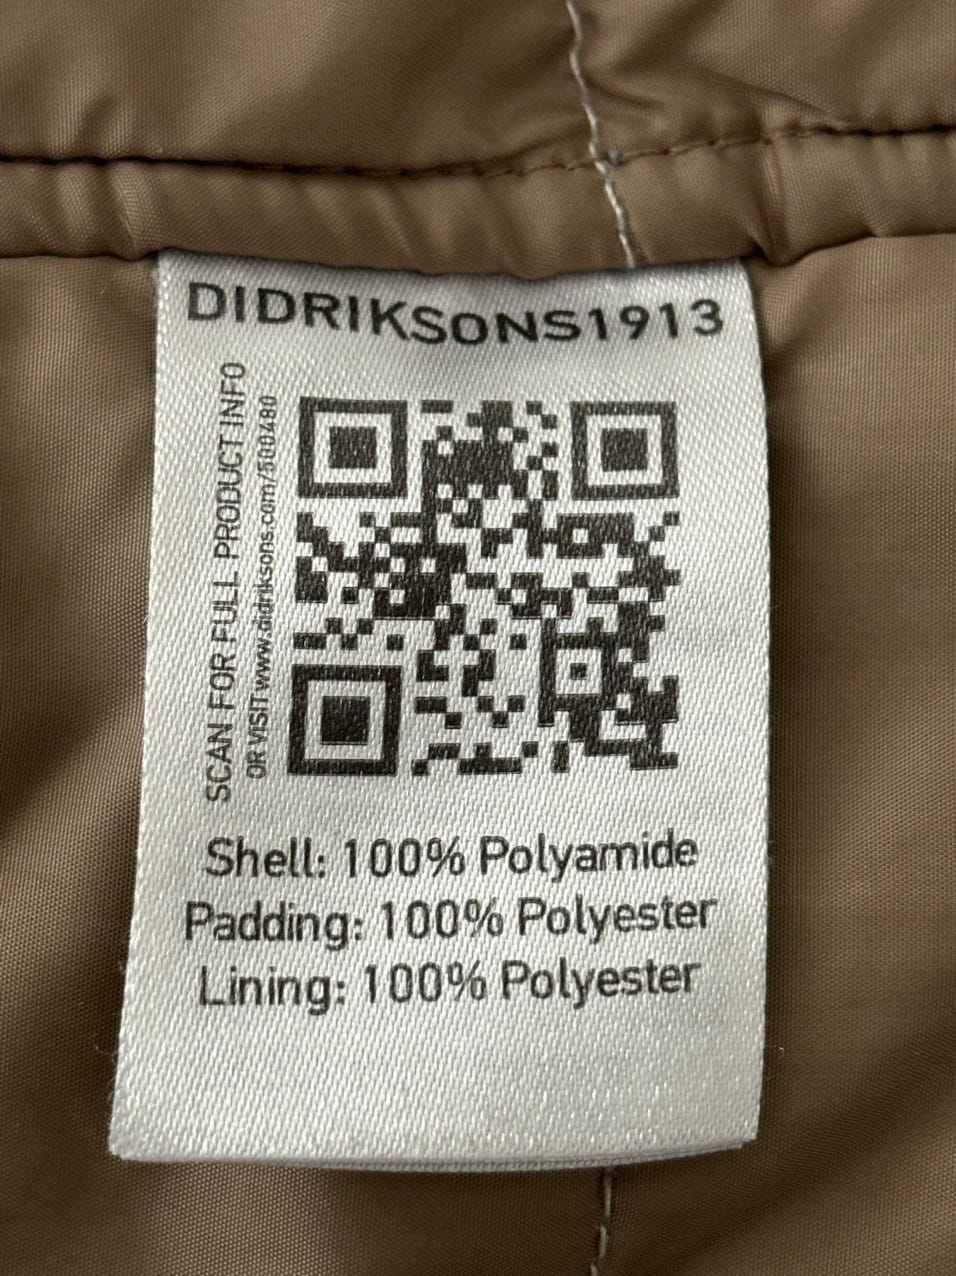 DIDRIKSONS1913
SCAN FOR FULL PRODUCT INFO
OR VISIT www.didriksons.com/500480
Shell: 100% Polyamide
Padding: 100% Polyester
Lining: 100% Polyester